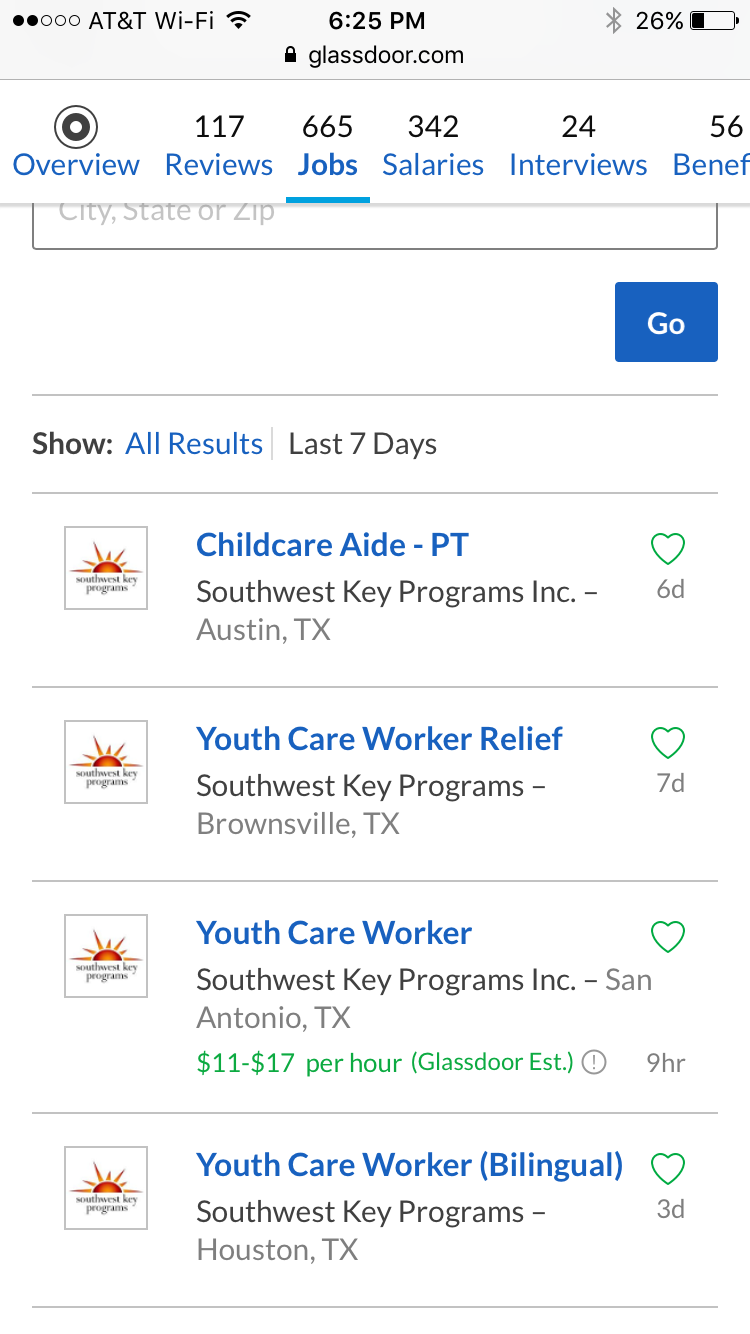 AT&T Wi-Fi 6:25 PM 26%
glassdoor.com
117 665 342 24 56
Overview Reviews Jobs Salaries Interviews Benef
City, State or Zip
Go
Show: All Results Last 7 Days
southwest key
programs
Childcare Aide - PT
Southwest Key Programs Inc. –
6d
Austin, TX
southwest key
programs
Youth Care Worker Relief
Southwest Key Programs –
7d
Brownsville, TX
southwest key
programs
Youth Care Worker
Southwest Key Programs Inc. – San
Antonio, TX
$11-$17 per hour (Glassdoor Est.) 9hr
southwest key
programs
Youth Care Worker (Bilingual)
Southwest Key Programs –
3d
Houston, TX